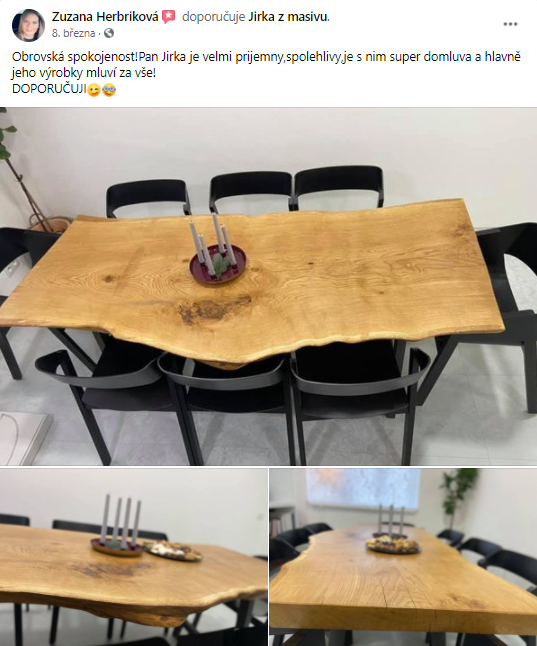 Zuzana Herbriková doporučuje Jirka z masivu.
8. března ·
Obrovská spokojenost!Pan Jirka je velmi prijemny,spolehlivy,je s nim super domluva a hlavně
jeho výrobky mluví za vše!
DOPORUČUJI😉🤓